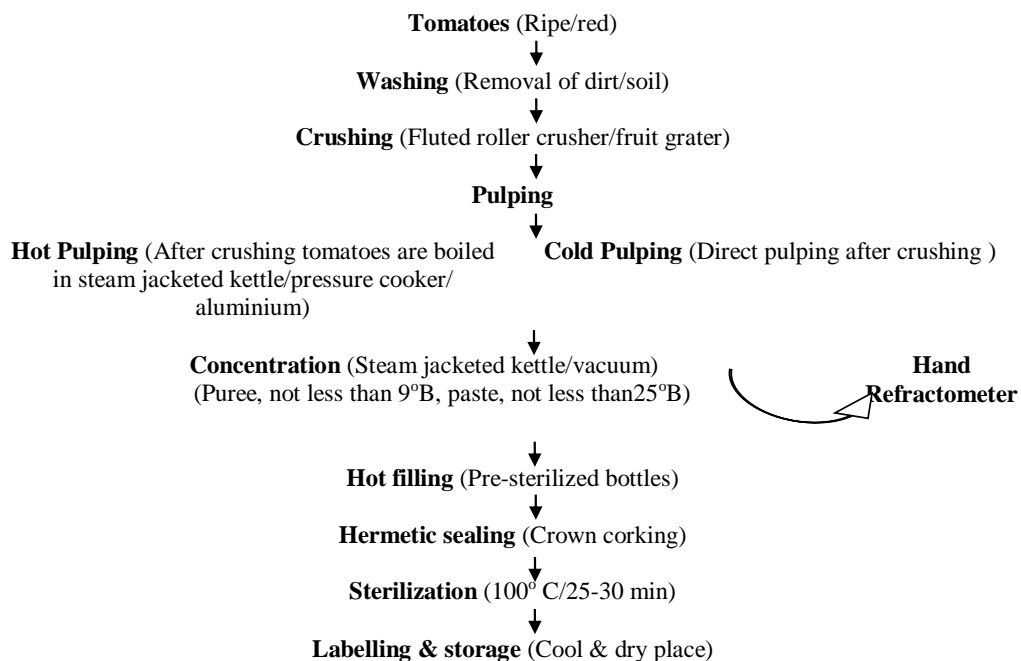 Tomatoes (Ripe/red)
Washing (Removal of dirt/soil)
Crushing (Fluted roller crusher/fruit grater)
Pulping
Hot Pulping (After crushing tomatoes are boiled
in steam jacketed kettle/pressure cooker/
aluminium)
Cold Pulping (Direct pulping after crushing )
Concentration (Steam jacketed kettle/vacuum)
(Puree, not less than 9°B, paste, not less than25°B)
Hand
Refractometer
Hot filling (Pre-sterilized bottles)
Hermetic sealing (Crown corking)
Sterilization (100° C/25-30 min)
Labelling & storage (Cool & dry place)